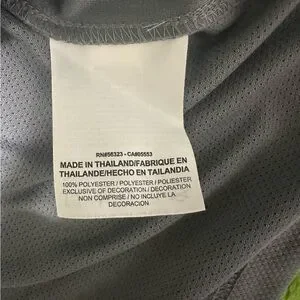 RN#56323 - CA#05553
MADE IN THAILAND/FABRIQUE EN
THAILANDE/HECHO EN TAILANDIA
100% POLYESTER / POLYESTER / POLIESTER
EXCLUSIVE OF DECORATION / DECORATION
NON COMPRISE / NO INCLUYE LA
DECORACION